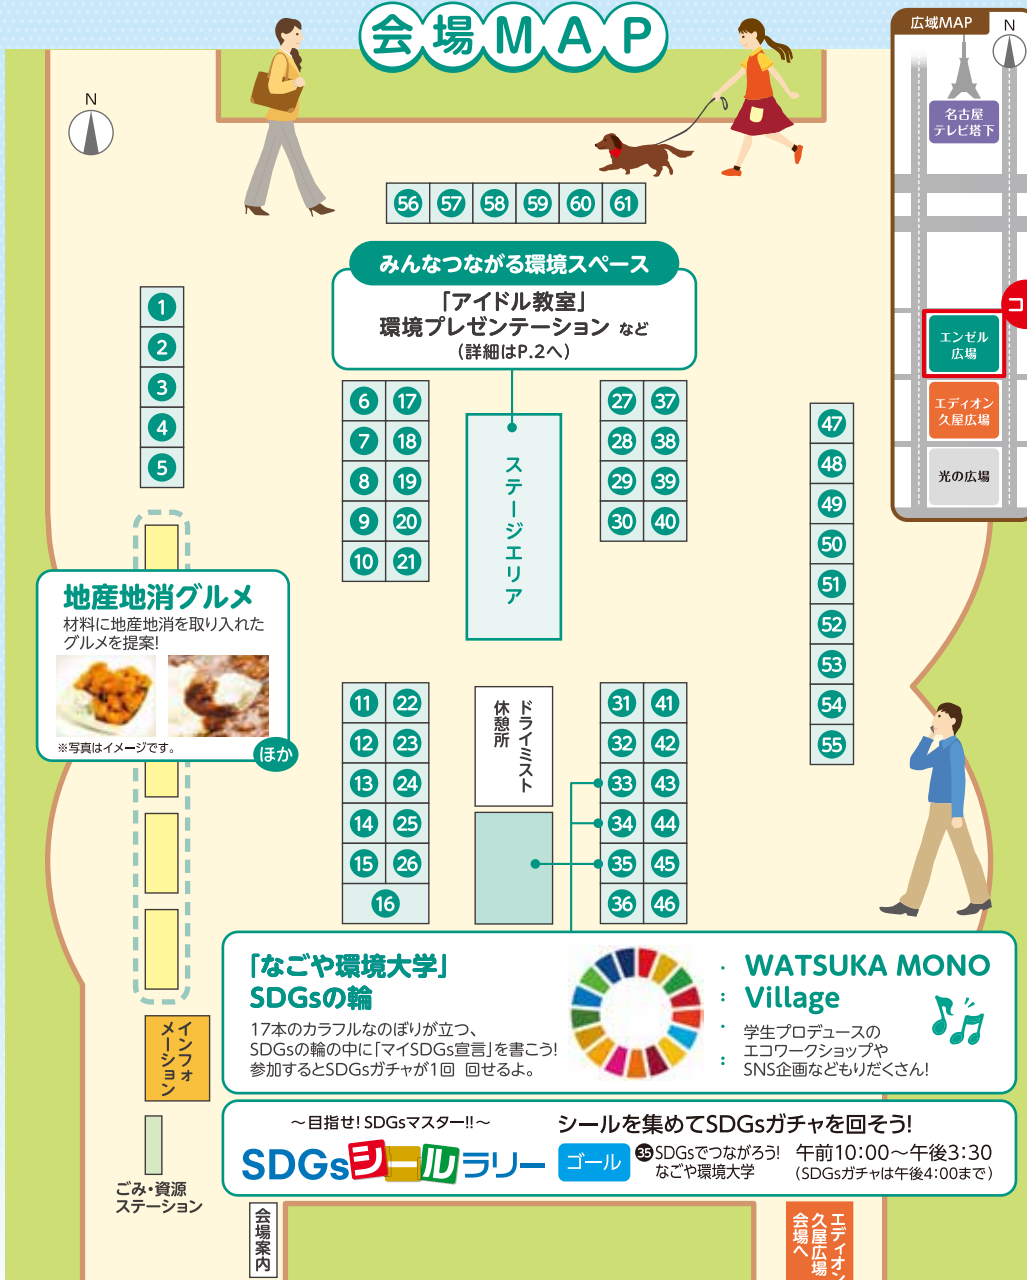 会場MAP
広域MAP
N
名古屋
テレビ塔下
コ
エンゼル
広場
エディオン
久屋広場
光の広場
N
56 57 58 59 60 61
みんなつながる環境スペース
「アイドル教室」
環境プレゼンテーション など
(詳細はP.2へ)
1
2
3
4
5
6 17
7 18
8 19
9 20
10 21
ステージエリア
27 37
28 38
29 39
30 40
47
48
49
50
51
52
53
54
55
地産地消グルメ
材料に地産地消を取り入れた
グルメを提案!
※写真はイメージです。
ほか
11 22
12 23
13 24
14 25
15 26
16
ドライミスト
休憩所
31 41
32 42
33 43
34 44
35 45
36 46
「なごや環境大学」
SDGsの輪
17本のカラフルなのぼりが立つ、
SDGsの輪の中に「マイSDGs宣言」を書こう!
参加するとSDGsガチャが1回 回せるよ。
WATSUKA MONO
Village
学生プロデュースの
エコワークショップや
SNS企画などもりだくさん!
インフォ
メーション
～目指せ! SDGsマスター!!～
SDGsシールラリー
シールを集めてSDGsガチャを回そう!
ゴール
35 SDGsでつながろう!
なごや環境大学
午前10:00～午後3:30
(SDGsガチャは午後4:00まで)
ごみ・資源
ステーション
会場案内
エディオン
久屋広場
会場へ